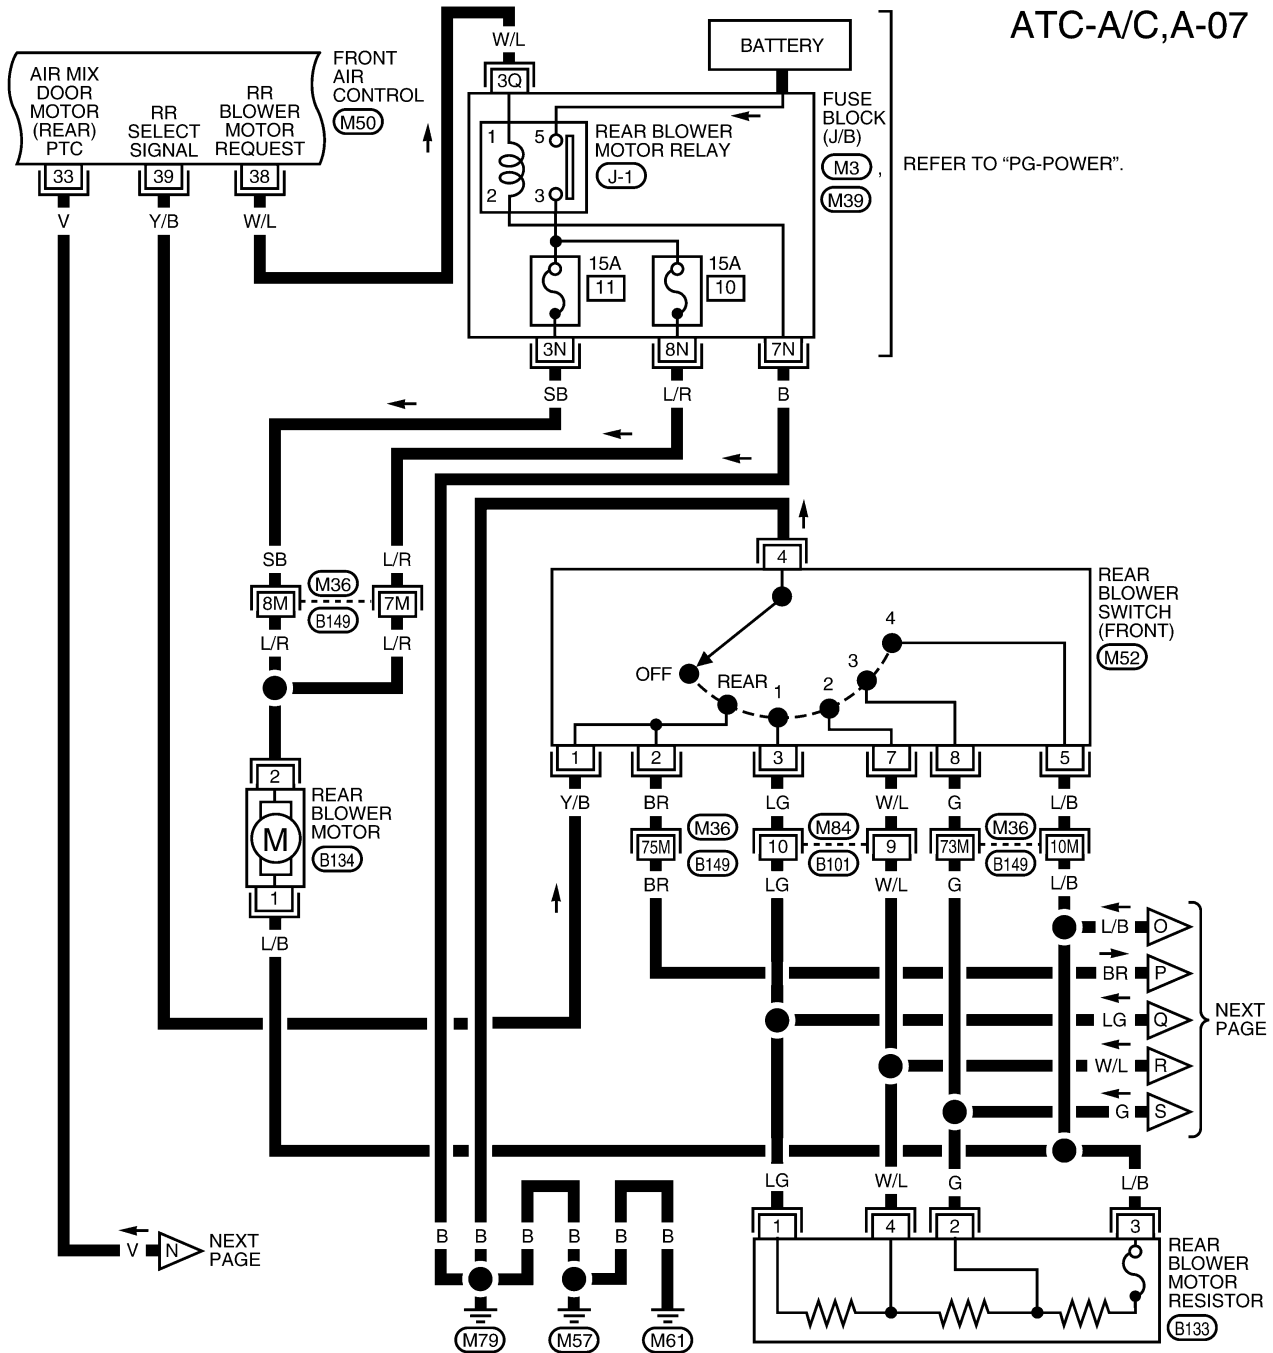 ATC-A/C,A-07
FRONT
AIR
CONTROL
M50
AIR MIX
DOOR
MOTOR
(REAR)
PTC
RR
SELECT
SIGNAL
RR
BLOWER
MOTOR
REQUEST
33
39
38
V
Y/B
W/L
W/L
3Q
BATTERY
FUSE
BLOCK
(J/B)
M3 ,
M39
REFER TO “PG-POWER”.
1
5
2
3
REAR BLOWER
MOTOR RELAY
J-1
15A
11
15A
10
3N
8N
7N
SB
L/R
B
SB
L/R
8M
M36
B149
7M
L/R
L/R
2
REAR
BLOWER
MOTOR
B134
M
1
L/B
4
REAR
BLOWER
SWITCH
(FRONT)
M52
OFF
REAR
1
2
3
4
1
2
3
7
8
5
Y/B
BR
LG
W/L
G
L/B
75M
M36
B149
10
M84
B101
9
73M
M36
B149
10M
BR
LG
W/L
G
L/B
L/B
O
BR
P
LG
Q
W/L
R
G
S
NEXT
PAGE
V
N
NEXT
PAGE
B
B
B
B
B
B
M79
M57
M61
LG
W/L
G
L/B
1
4
2
3
REAR
BLOWER
MOTOR
RESISTOR
B133